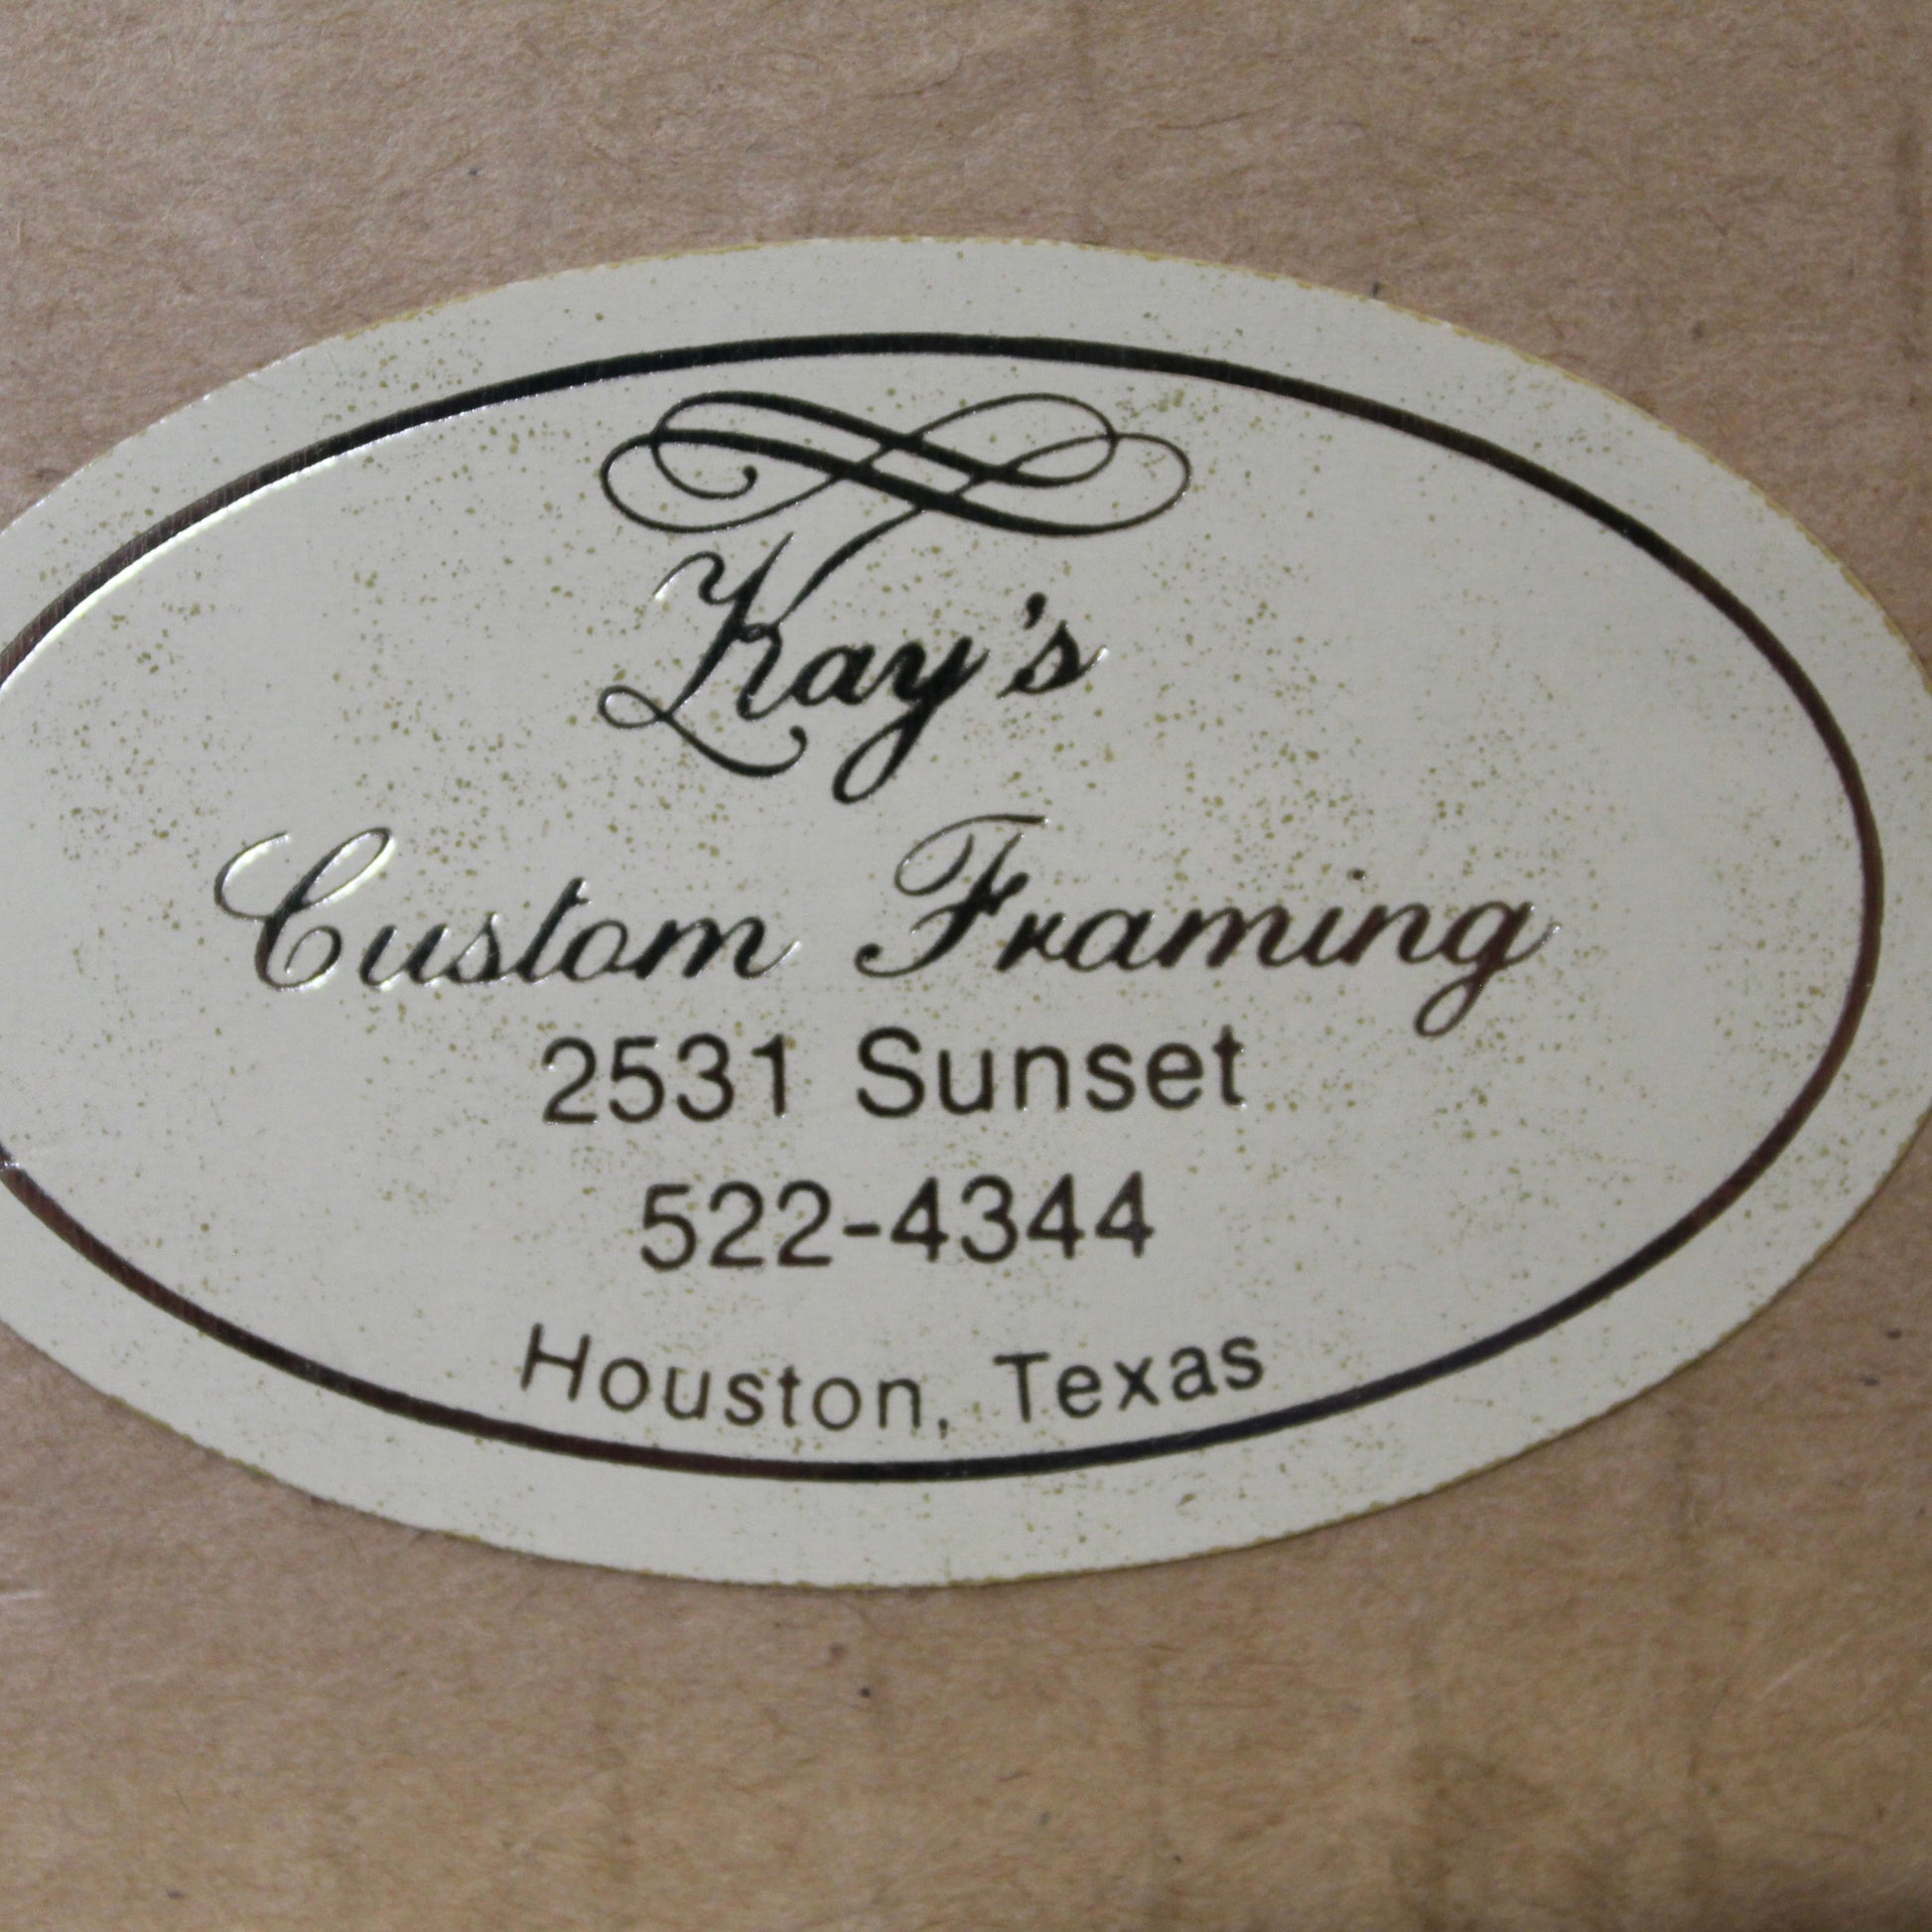 Kay's
Custom Framing
2531 Sunset
522-4344
Houston, Texas